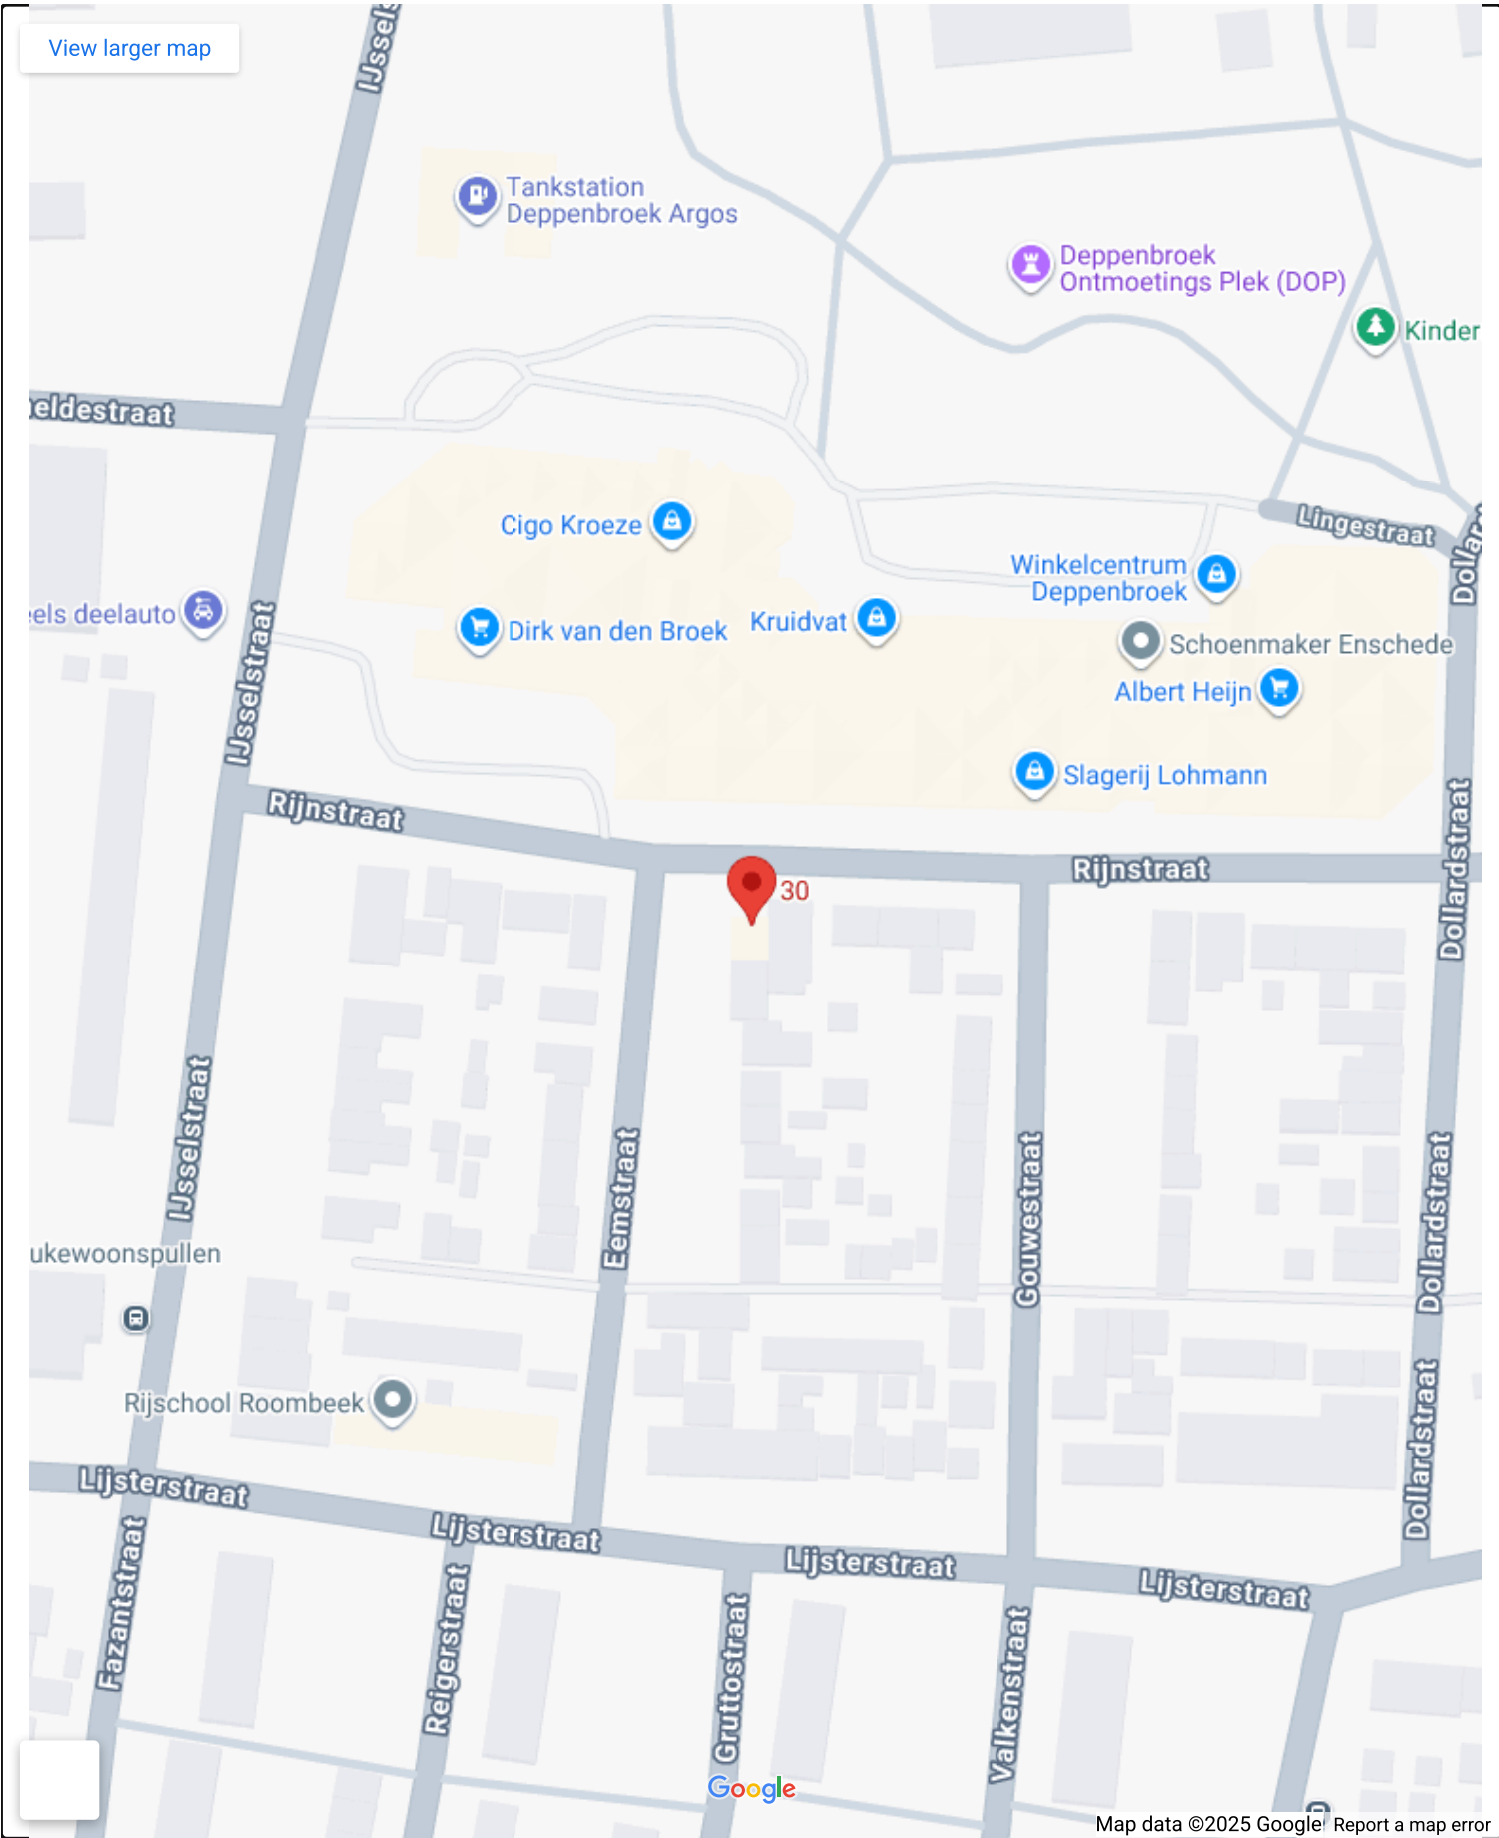 View larger map
IJssels
Tankstation
Deppenbroek Argos
Deppenbroek
Ontmoetings Plek (DOP)
Kinder
eldestraat
Cigo Kroeze
Lingestraat
Dollar
Winkelcentrum
Deppenbroek
eels deelauto
Dirk van den Broek
Kruidvat
Schoenmaker Enschede
Albert Heijn
IJsselstraat
Slagerij Lohmann
Rijnstraat
Rijnstraat
Dollardstraat
30
IJsselstraat
Eemstraat
Gouwestraat
Dollardstraat
ukewoonspullen
Rijschool Roombeek
Dollardstraat
Lijsterstraat
Lijsterstraat
Lijsterstraat
Lijsterstraat
Fazantstraat
Reigerstraat
Gruttostraat
Valkenstraat
Google
Map data ©2025 Google
Report a map error